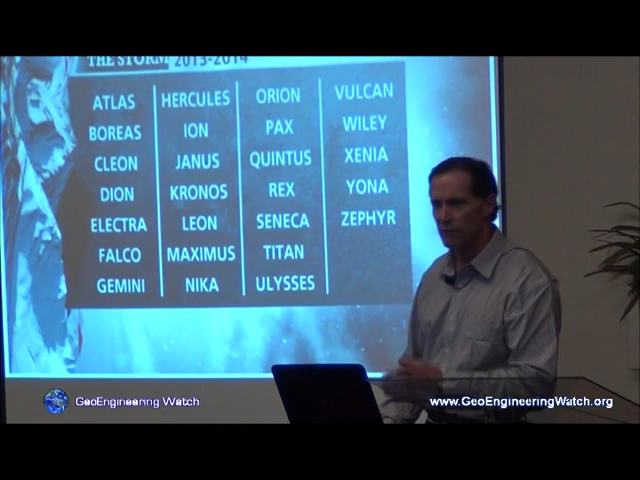 THE STORM 2013-2014
ATLAS
BOREAS
CLEON
DION
ELECTRA
FALCO
GEMINI
HERCULES
ION
JANUS
KRONOS
LEON
MAXIMUS
NIKA
ORION
PAX
QUINTUS
REX
SENECA
TITAN
ULYSSES
VULCAN
WILEY
XENIA
YONA
ZEPHYR
GeoEngineering Watch
www.GeoEngineeringWatch.org